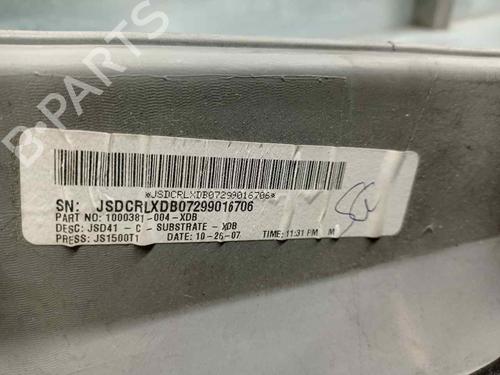 *JSDCRLXDB07299016706*
SN: JSDCRLXDB07299016706
PART NO: 1000381-004-XDB
DESC: JSD41 - C - SUBSTRATE - XDB
PRESS: JS1500T1 DATE: 10-26-07 TIME: 11:31 PM M
B-PARTS